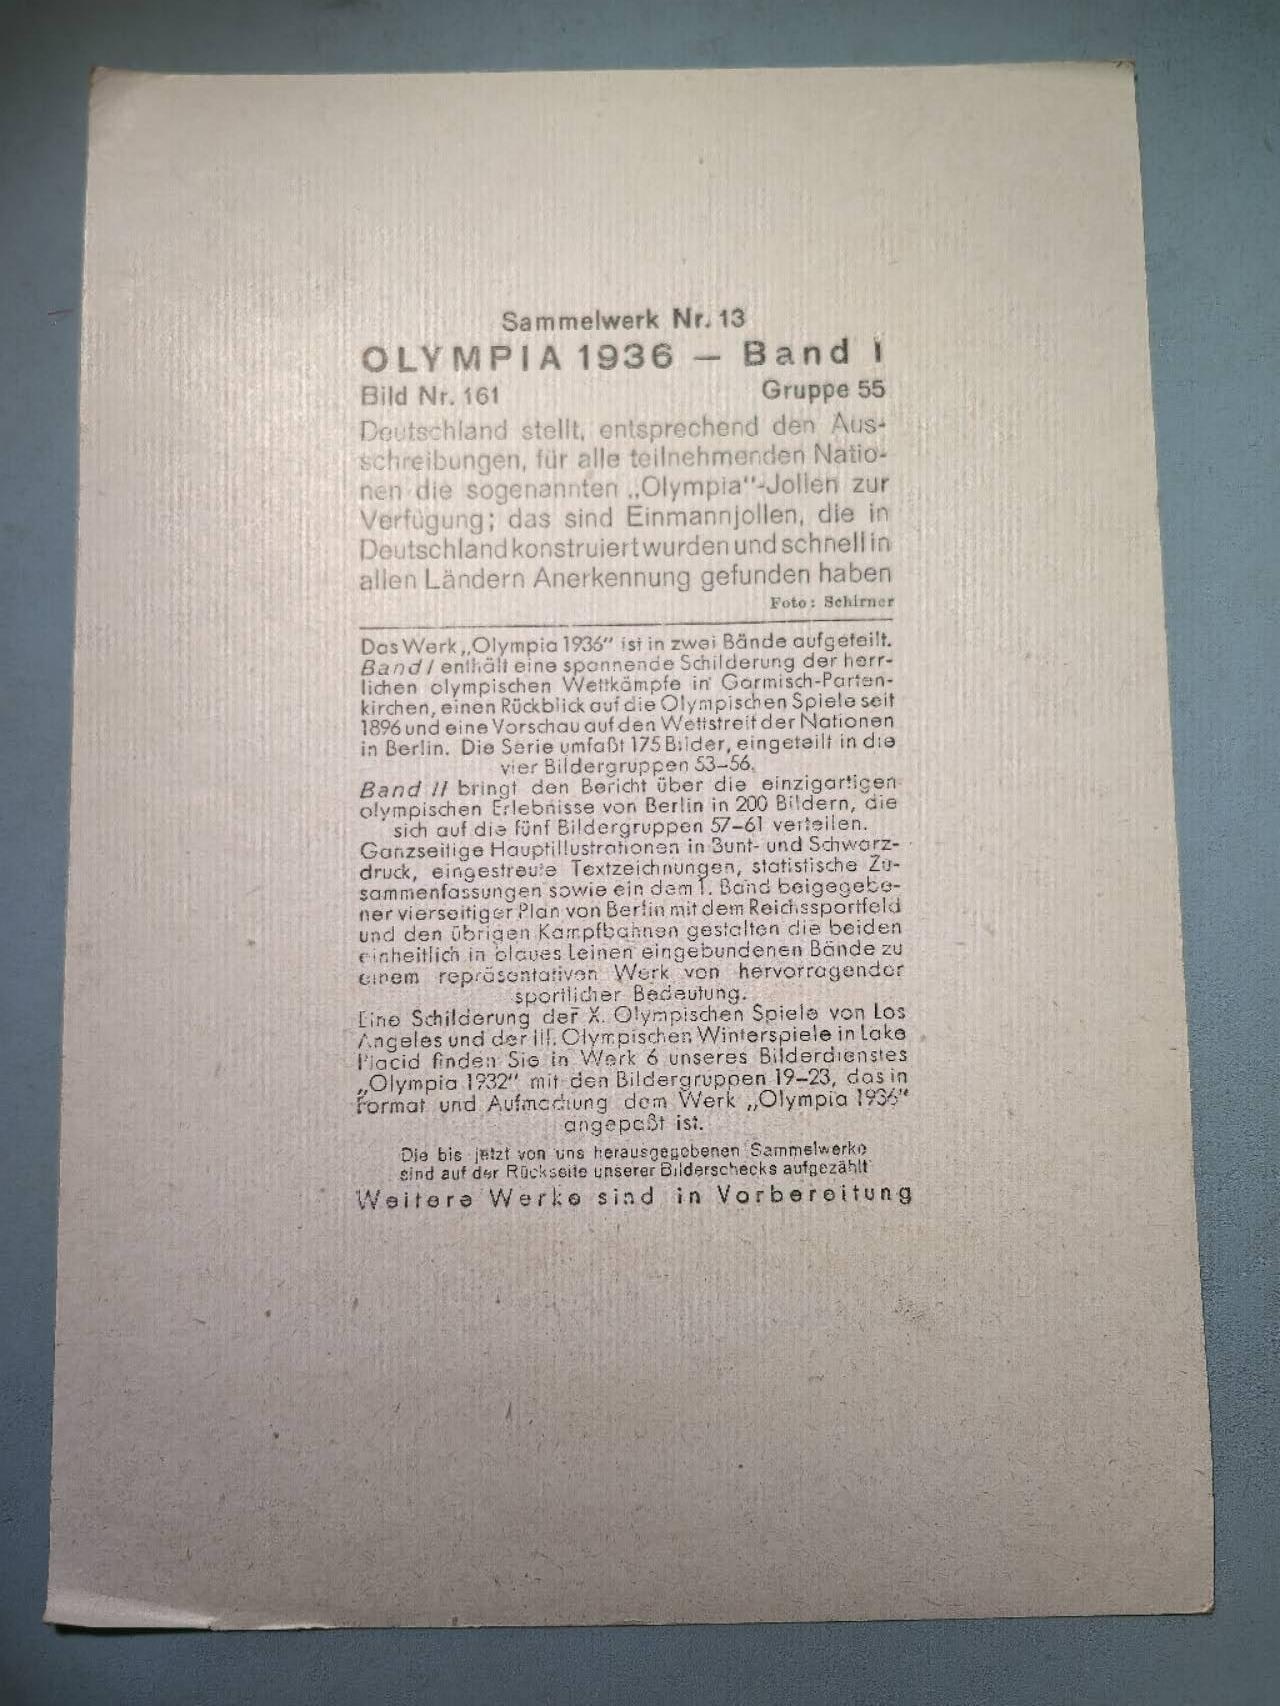 Sammelwerk Nr. 13
OLYMPIA 1936 — Band I
Bild Nr. 161 Gruppe 55
Deutschland stellt, entsprechend den Aus-
schreibungen, für alle teilnehmenden Natio-
nen die sogenannten „Olympia"-Jollen zur
Verfügung; das sind Einmannjollen, die in
Deutschland konstruiert wurden und schnell in
allen Ländern Anerkennung gefunden haben
Foto: Schirner
Das Werk „Olympia 1936" ist in zwei Bände aufgeteilt.
Band I enthält eine spannende Schilderung der herr-
lichen olympischen Wettkämpfe in Garmisch-Parten-
kirchen, einen Rückblick auf die Olympischen Spiele seit
1896 und eine Vorschau auf den Wettstreit der Nationen
in Berlin. Die Serie umfaßt 175 Bilder, eingeteilt in die
vier Bildergruppen 53–56.
Band II bringt den Bericht über die einzigartigen
olympischen Erlebnisse von Berlin in 200 Bildern, die
sich auf die fünf Bildergruppen 57–61 verteilen.
Ganzseitige Hauptillustrationen in Bunt- und Schwarz-
druck, eingestreute Textzeichnungen, statistische Zu-
sammenfassungen sowie ein dem I. Band beigegebe-
ner vierseitiger Plan von Berlin mit dem Reichssportfeld
und den übrigen Kampfbahnen gestalten die beiden
einheitlich in blaues Leinen eingebundenen Bände zu
einem repräsentativen Werk von hervorragender
sportlicher Bedeutung.
Eine Schilderung der X. Olympischen Spiele von Los
Angeles und der III. Olympischen Winterspiele in Lake
Placid finden Sie in Werk 6 unseres Bilderdienstes
„Olympia 1932" mit den Bildergruppen 19–23, das in
Format und Aufmachung dem Werk „Olympia 1936"
angepaßt ist.
Die bis jetzt von uns herausgegebenen Sammelwerke
sind auf der Rückseite unserer Bilderschecks aufgezählt
Weitere Werke sind in Vorbereitung